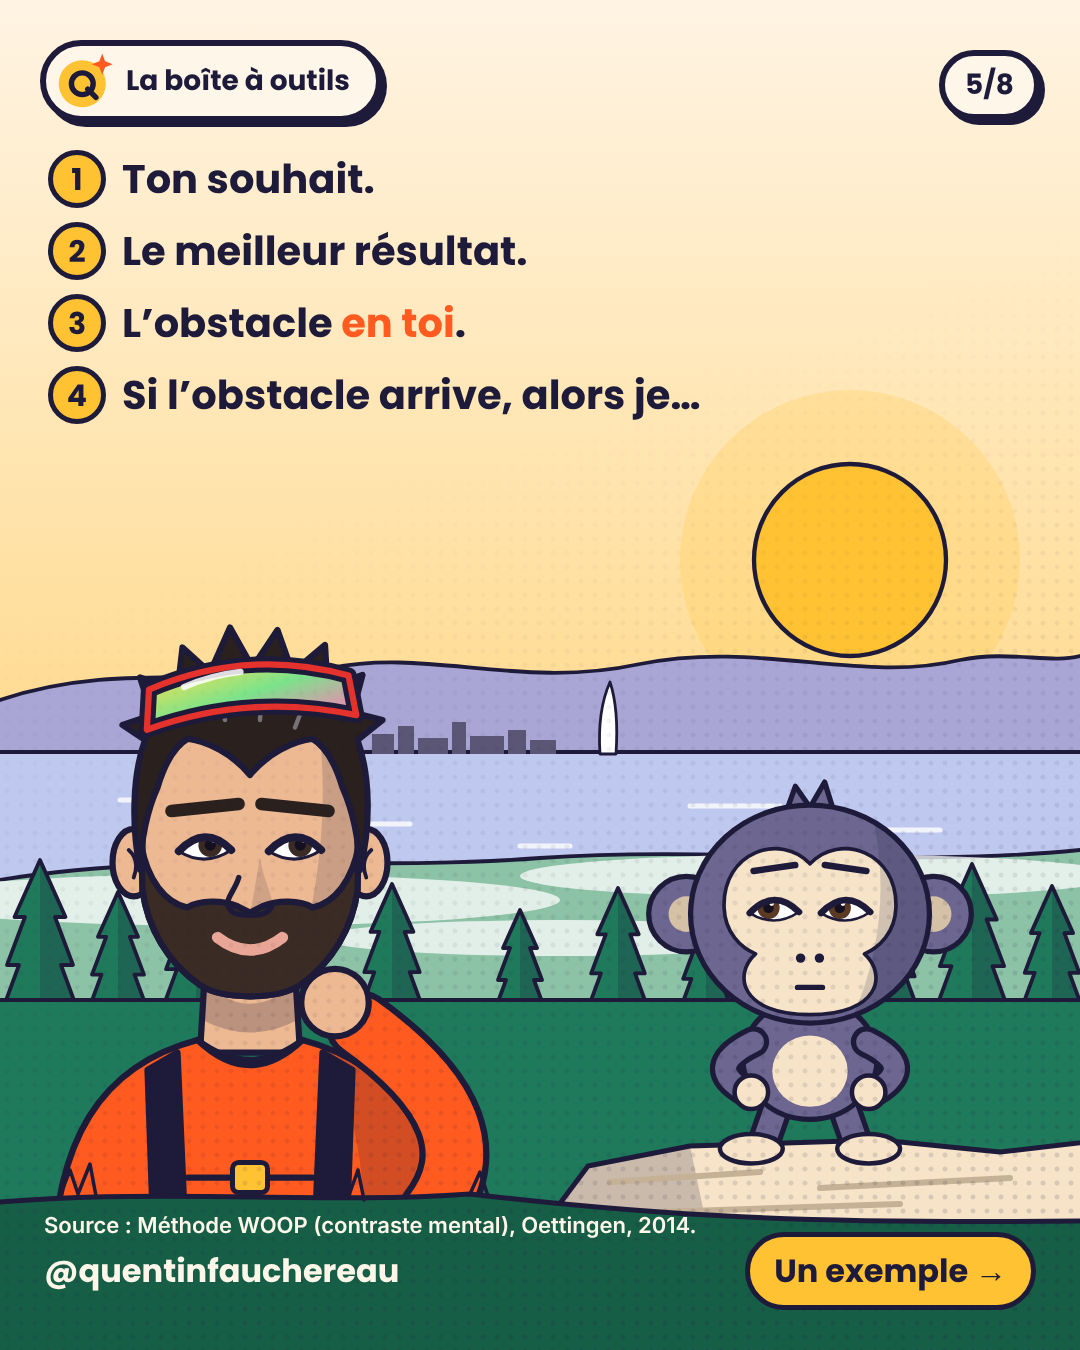 Q La boîte à outils
5/8
1 Ton souhait.
2 Le meilleur résultat.
3 L’obstacle en toi.
4 Si l’obstacle arrive, alors je…
Source : Méthode WOOP (contraste mental), Oettingen, 2014.
@quentinfauchereau
Un exemple →